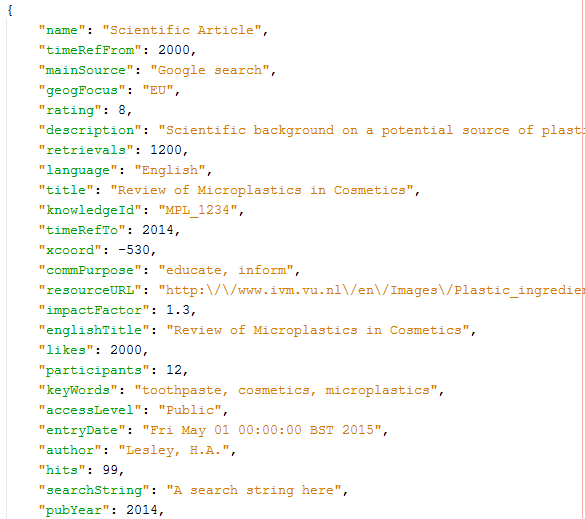 {
"name": "Scientific Article",
"timeRefFrom": 2000,
"mainSource": "Google search",
"geogFocus": "EU",
"rating": 8,
"description": "Scientific background on a potential source of plast
"retrievals": 1200,
"language": "English",
"title": "Review of Microplastics in Cosmetics",
"knowledgeId": "MPL_1234",
"timeRefTo": 2014,
"xcoord": -530,
"commPurpose": "educate, inform",
"resourceURL": "http:\/\/www.ivm.vu.nl\/en\/Images\/Plastic_ingredien
"impactFactor": 1.3,
"englishTitle": "Review of Microplastics in Cosmetics",
"likes": 2000,
"participants": 12,
"keyWords": "toothpaste, cosmetics, microplastics",
"accessLevel": "Public",
"entryDate": "Fri May 01 00:00:00 BST 2015",
"author": "Lesley, H.A.",
"hits": 99,
"searchString": "A search string here",
"pubYear": 2014,